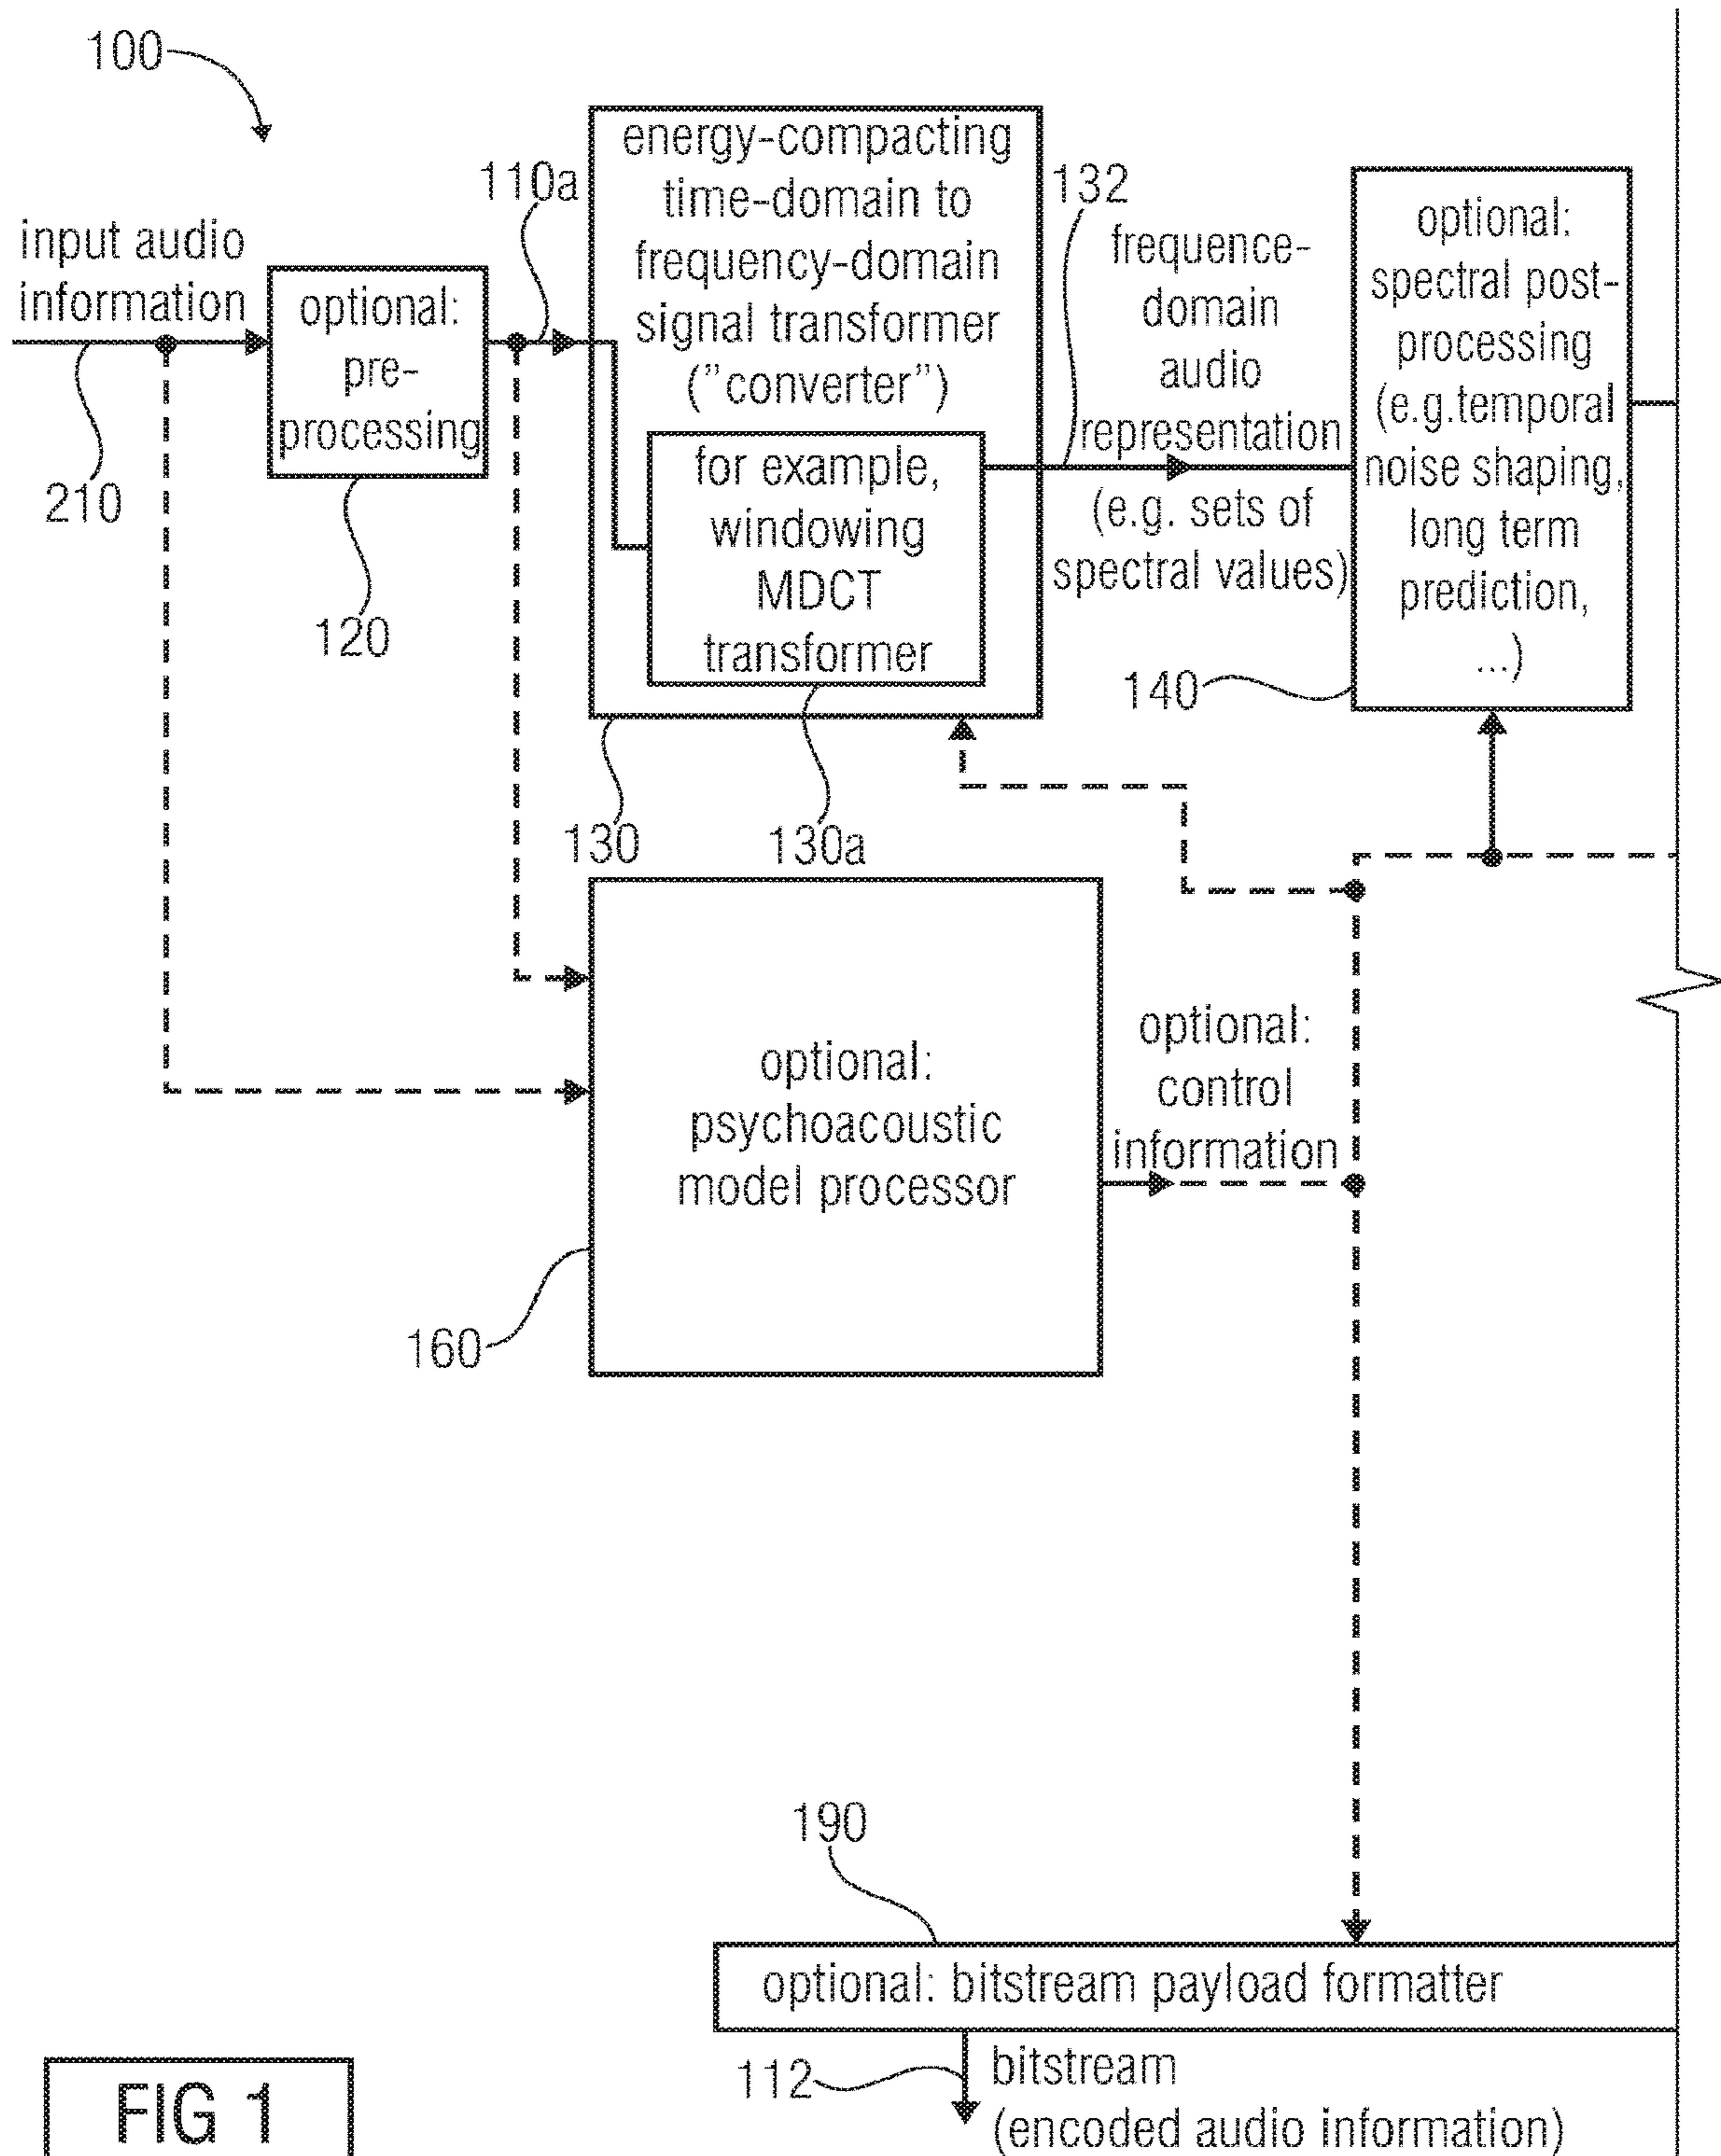 100
input audio
information
210
optional:
pre-
processing
120
110a
energy-compacting
time-domain to
frequency-domain
signal transformer
("converter")
for example,
windowing
MDCT
transformer
130
130a
132
frequence-
domain
audio
representation
(e.g. sets of
spectral values)
optional:
spectral post-
processing
(e.g.temporal
noise shaping,
long term
prediction,
...)
140
optional:
psychoacoustic
model processor
160
optional:
control
information
190
optional: bitstream payload formatter
112
bitstream
(encoded audio information)
FIG 1